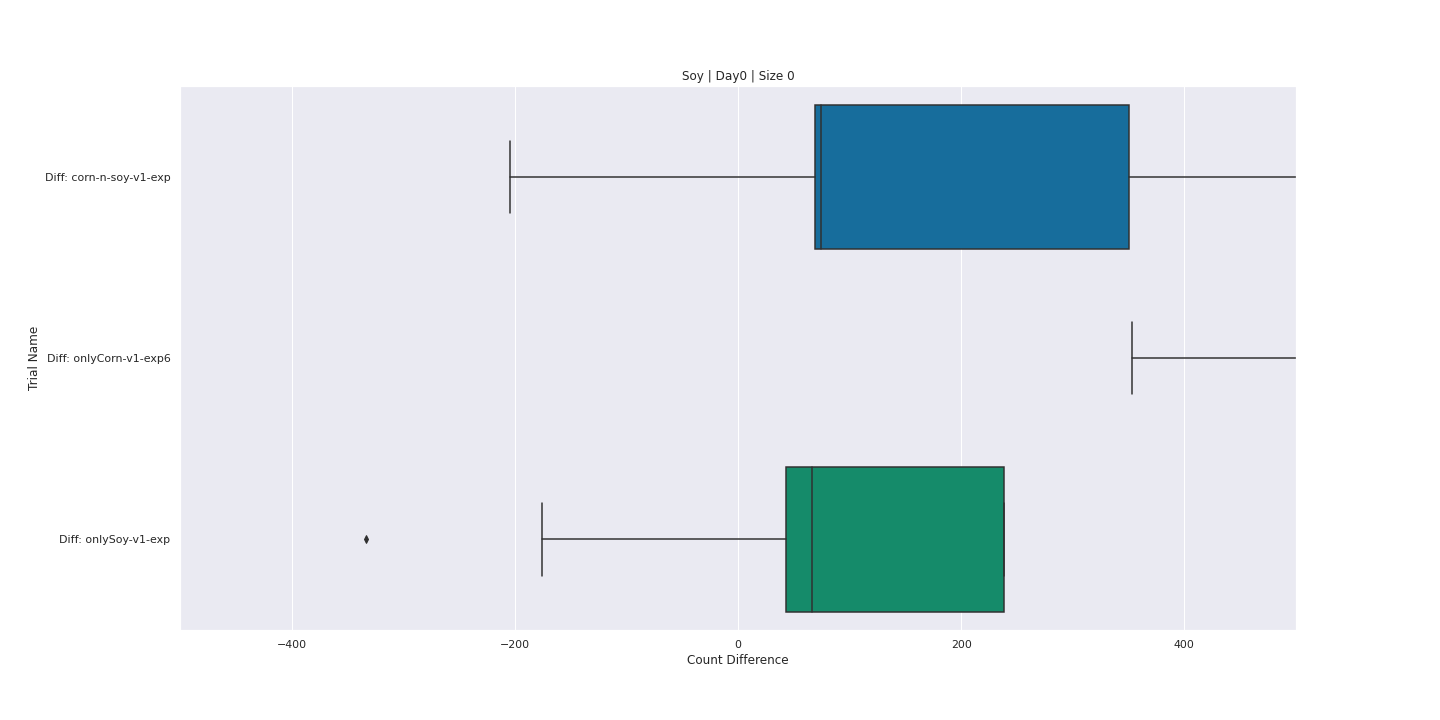 Soy | Day0 | Size 0
Diff: corn-n-soy-v1-exp
Trial Name
Diff: onlyCorn-v1-exp6
Diff: onlySoy-v1-exp
−400
−200
0
200
400
Count Difference